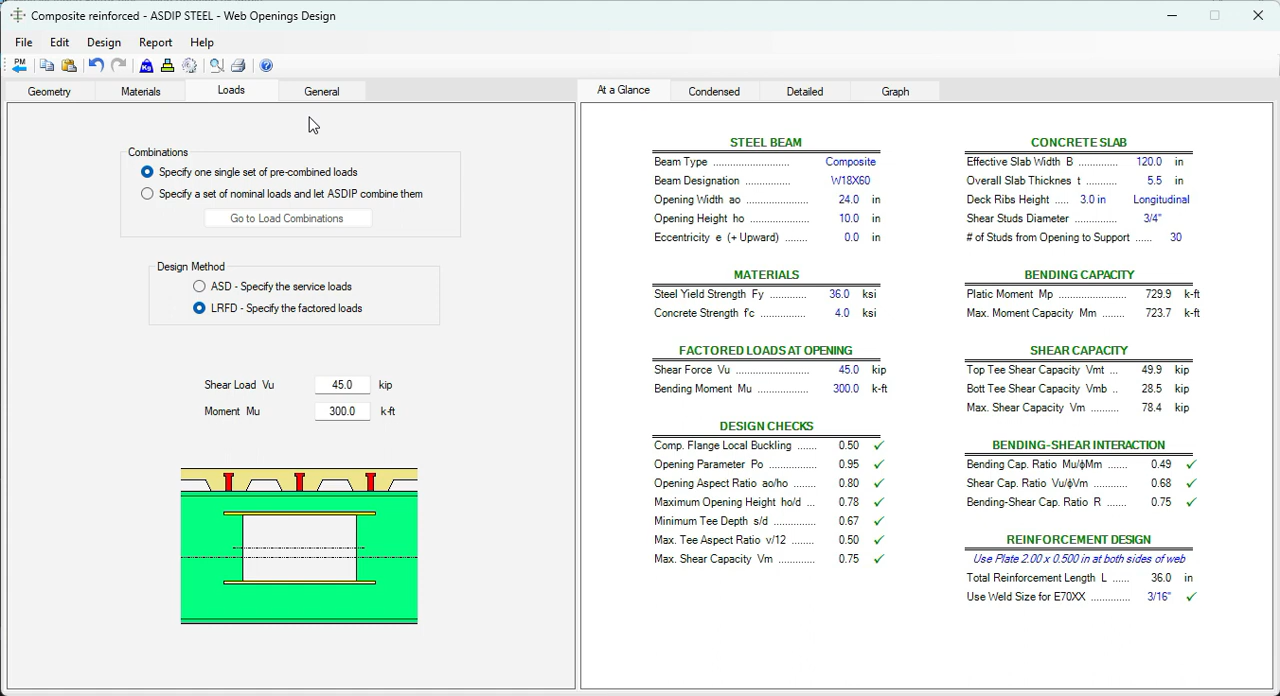 Composite reinforced - ASDIP STEEL - Web Openings Design
File Edit Design Report Help
PM Kg
Geometry Materials Loads General
Combinations
Specify one single set of pre-combined loads
Specify a set of nominal loads and let ASDIP combine them
Go to Load Combinations
Design Method
ASD - Specify the service loads
LRFD - Specify the factored loads
Shear Load Vu 45.0 kip
Moment Mu 300.0 k-ft
At a Glance Condensed Detailed Graph
STEEL BEAM
Beam Type .......................... Composite
Beam Designation ............... W18X60
Opening Width ao ..................... 24.0 in
Opening Height ho .................... 10.0 in
Eccentricity e (+ Upward) ........ 0.0 in
MATERIALS
Steel Yield Strength Fy ............ 36.0 ksi
Concrete Strength f'c ............... 4.0 ksi
FACTORED LOADS AT OPENING
Shear Force Vu ........................ 45.0 kip
Bending Moment Mu ................. 300.0 k-ft
DESIGN CHECKS
Comp. Flange Local Buckling ....... 0.50 ✓
Opening Parameter Po ................ 0.95 ✓
Opening Aspect Ratio ao/ho ........ 0.80 ✓
Maximum Opening Height ho/d ... 0.78 ✓
Minimum Tee Depth s/d .............. 0.67 ✓
Max. Tee Aspect Ratio v/12 ........ 0.50 ✓
Max. Shear Capacity Vm ............. 0.75 ✓
CONCRETE SLAB
Effective Slab Width B ............. 120.0 in
Overall Slab Thicknes t ........... 5.5 in
Deck Ribs Height ..... 3.0 in Longitudinal
Shear Studs Diameter .............. 3/4"
# of Studs from Opening to Support ...... 30
BENDING CAPACITY
Platic Moment Mp ....................... 729.9 k-ft
Max. Moment Capacity Mm ........ 723.7 k-ft
SHEAR CAPACITY
Top Tee Shear Capacity Vmt ... 49.9 kip
Bott Tee Shear Capacity Vmb .. 28.5 kip
Max. Shear Capacity Vm ......... 78.4 kip
BENDING-SHEAR INTERACTION
Bending Cap. Ratio Mu/ϕMm ...... 0.49 ✓
Shear Cap. Ratio Vu/ϕVm ........... 0.68 ✓
Bending-Shear Cap. Ratio R ....... 0.75 ✓
REINFORCEMENT DESIGN
Use Plate 2.00 x 0.500 in at both sides of web
Total Reinforcement Length L ...... 36.0 in
Use Weld Size for E70XX ............. 3/16" ✓